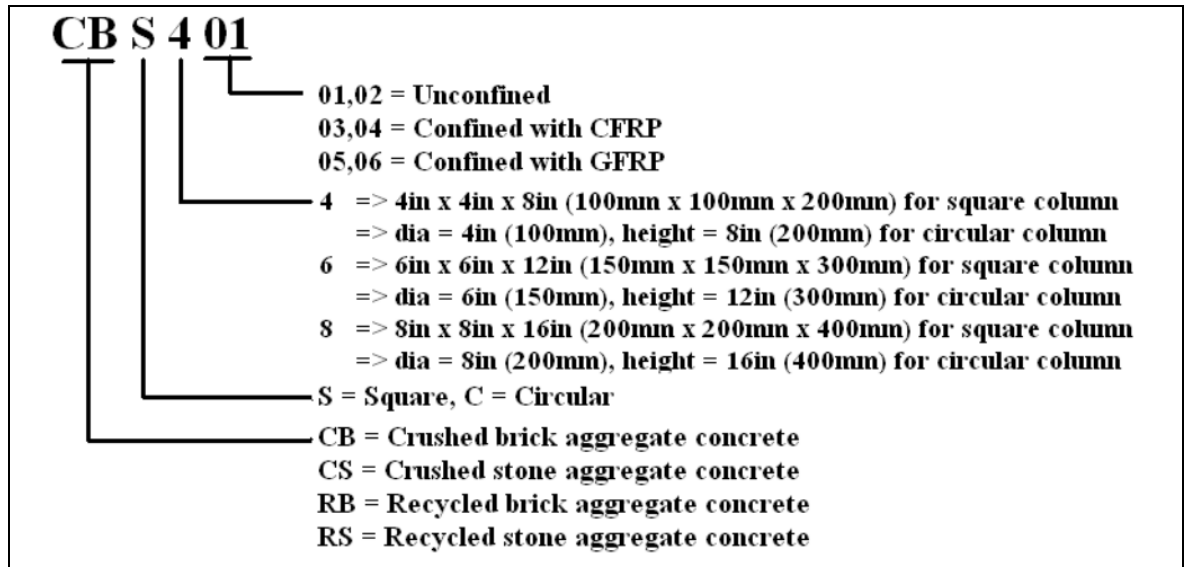 CB S 4 01
01,02 = Unconfined
03,04 = Confined with CFRP
05,06 = Confined with GFRP
4 => 4in x 4in x 8in (100mm x 100mm x 200mm) for square column
=> dia = 4in (100mm), height = 8in (200mm) for circular column
6 => 6in x 6in x 12in (150mm x 150mm x 300mm) for square column
=> dia = 6in (150mm), height = 12in (300mm) for circular column
8 => 8in x 8in x 16in (200mm x 200mm x 400mm) for square column
=> dia = 8in (200mm), height = 16in (400mm) for circular column
S = Square, C = Circular
CB = Crushed brick aggregate concrete
CS = Crushed stone aggregate concrete
RB = Recycled brick aggregate concrete
RS = Recycled stone aggregate concrete